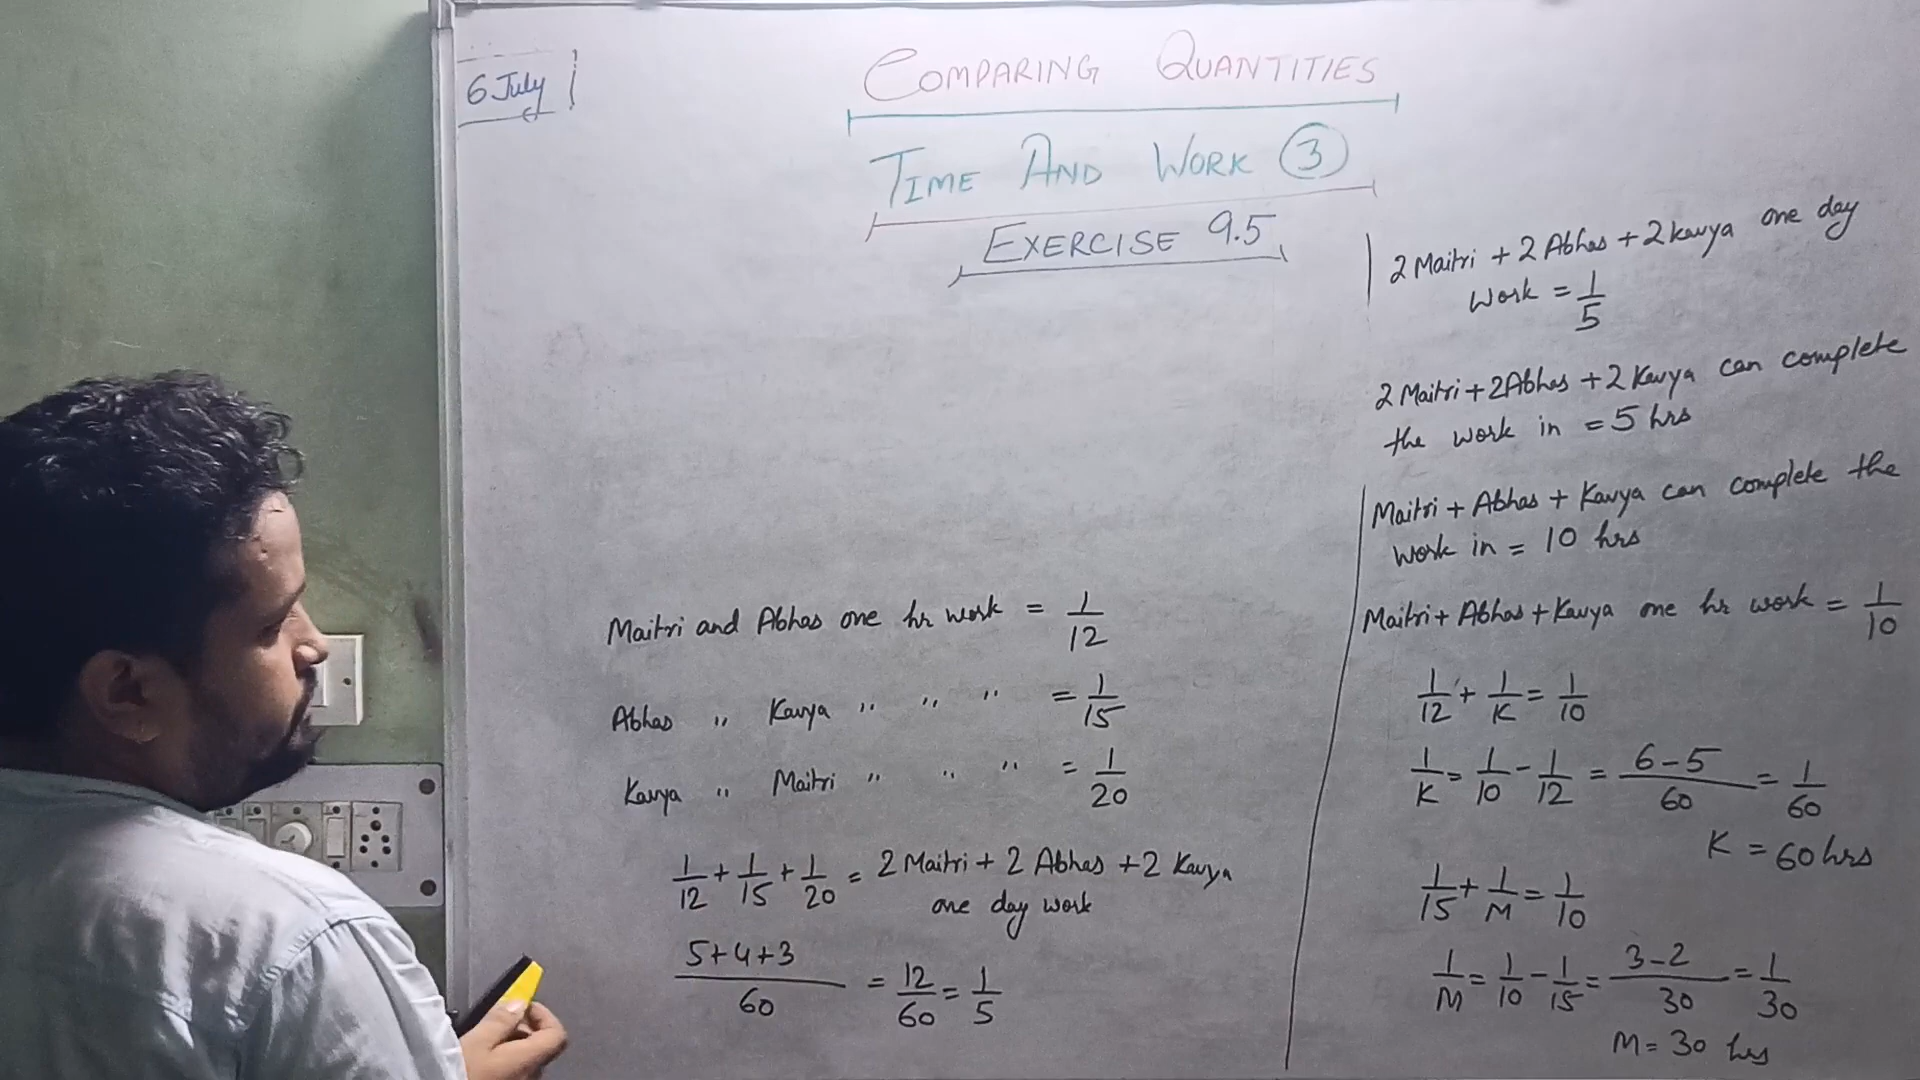 6 July
COMPARING QUANTITIES
TIME AND WORK 3
EXERCISE 9.5
Maitri and Abhas one hr work = 1/12
Abhas " Kavya " " " = 1/15
Kavya " Maitri " " " = 1/20
1/12 + 1/15 + 1/20 = 2 Maitri + 2 Abhas + 2 Kavya
one day work
5+4+3/60 = 12/60 = 1/5
2 Maitri + 2 Abhas + 2 Kavya one day
work = 1/5
2 Maitri + 2 Abhas + 2 Kavya can complete
the work in = 5 hrs
Maitri + Abhas + Kavya can complete the
work in = 10 hrs
Maitri + Abhas + Kavya one hr work = 1/10
1/12 + 1/K = 1/10
1/K = 1/10 - 1/12 = 6-5/60 = 1/60
K = 60 hrs
1/15 + 1/M = 1/10
1/M = 1/10 - 1/15 = 3-2/30 = 1/30
M = 30 hrs